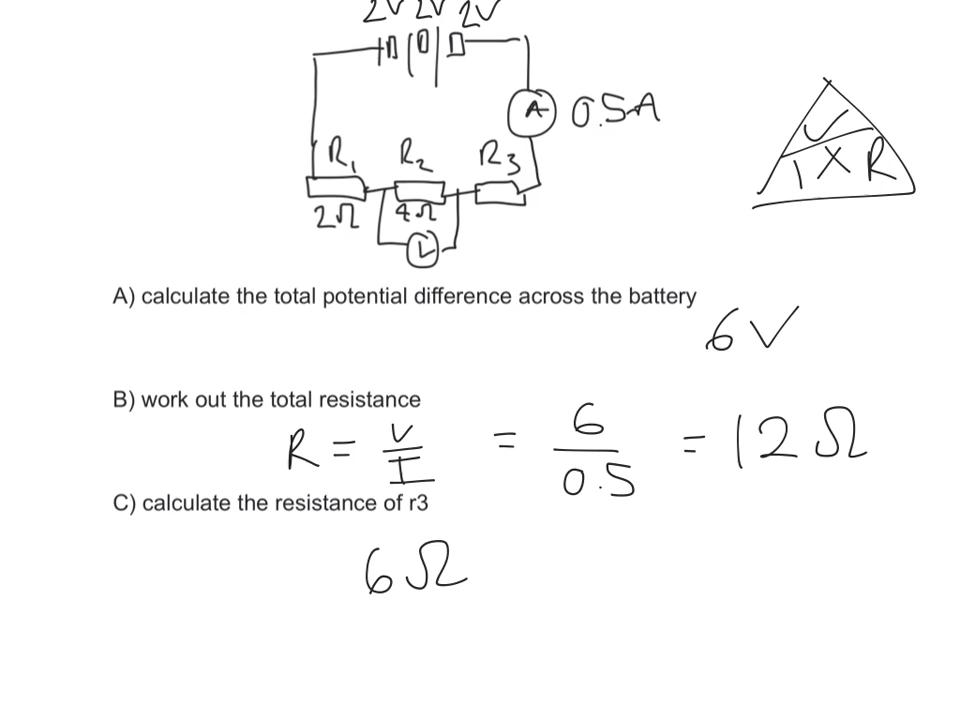 2V 2V 2V
A 0.5A
R₁ R₂ R3
2Ω 4Ω
V
I X R
A) calculate the total potential difference across the battery
6V
B) work out the total resistance
R = V/I = 6/0.5 = 12Ω
C) calculate the resistance of r3
6Ω